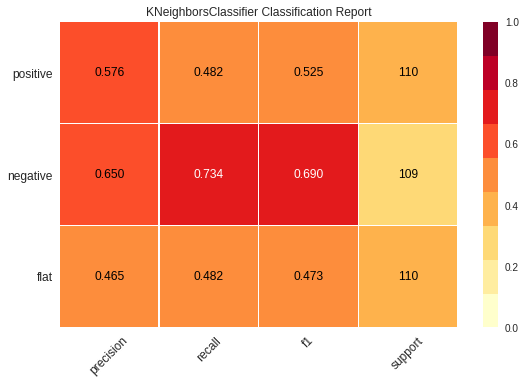 KNeighborsClassifier Classification Report
positive 0.576 0.482 0.525 110
negative 0.650 0.734 0.690 109
flat 0.465 0.482 0.473 110
precision recall f1 support
1.0
0.8
0.6
0.4
0.2
0.0